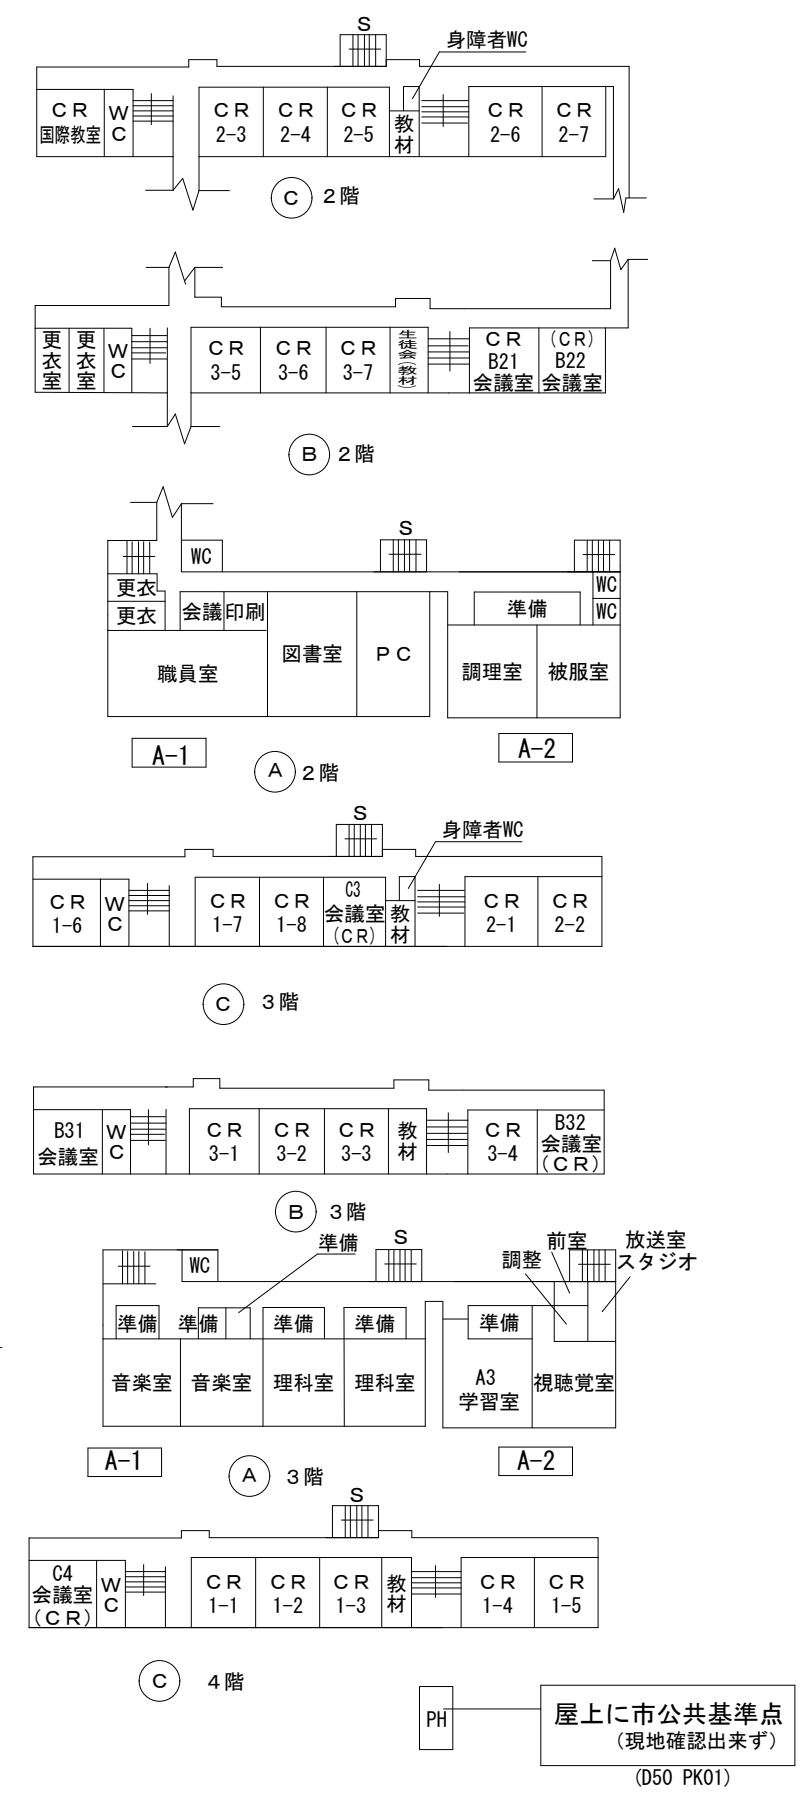 S
身障者WC
ＣＲ
国際教室
WC
ＣＲ
2-3
ＣＲ
2-4
ＣＲ
2-5
教材
ＣＲ
2-6
ＣＲ
2-7
C ２階
更衣室
更衣室
WC
ＣＲ
3-5
ＣＲ
3-6
ＣＲ
3-7
生徒会(教材)
ＣＲ
B21
会議室
(ＣＲ)
B22
会議室
B ２階
S
WC
更衣
更衣
会議
印刷
職員室
図書室
ＰＣ
準備
WC
WC
調理室
被服室
A-1
A-2
A ２階
S
身障者WC
ＣＲ
1-6
WC
ＣＲ
1-7
ＣＲ
1-8
C3
会議室
(ＣＲ)
教材
ＣＲ
2-1
ＣＲ
2-2
C ３階
B31
会議室
WC
ＣＲ
3-1
ＣＲ
3-2
ＣＲ
3-3
教材
ＣＲ
3-4
B32
会議室
(ＣＲ)
B ３階
準備
S
前室
調整
放送室
スタジオ
WC
準備
準備
準備
準備
準備
音楽室
音楽室
理科室
理科室
A3
学習室
視聴覚室
A-1
A-2
A ３階
S
C4
会議室
(ＣＲ)
WC
ＣＲ
1-1
ＣＲ
1-2
ＣＲ
1-3
教材
ＣＲ
1-4
ＣＲ
1-5
C ４階
PH
屋上に市公共基準点
(現地確認出来ず)
(D50 PK01)